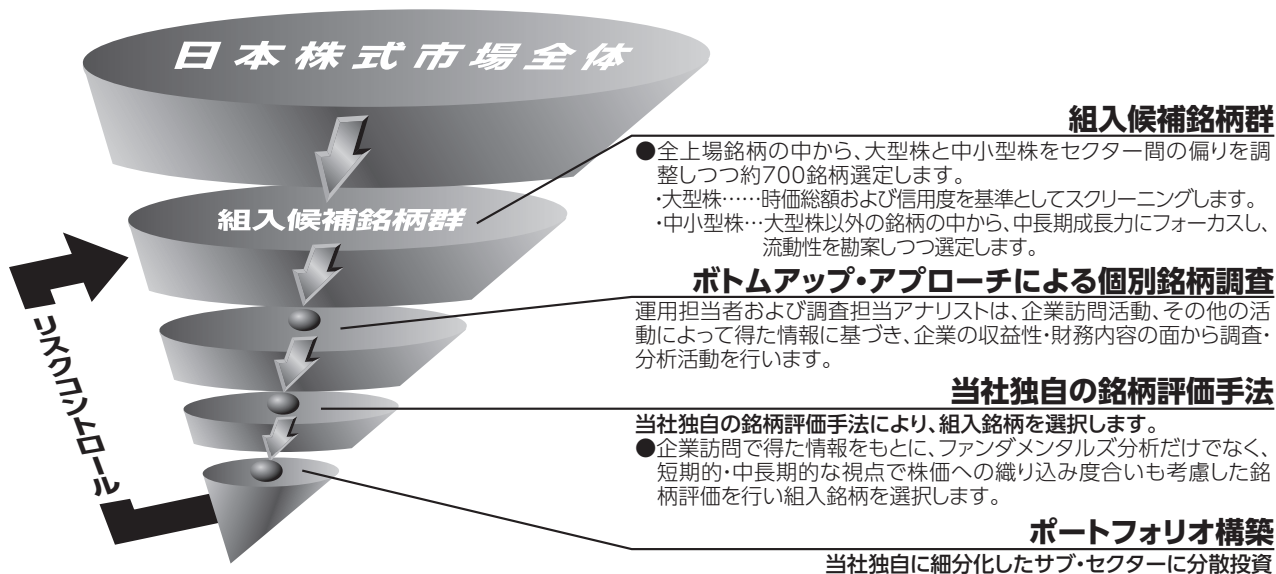 日本株式市場全体
組入候補銘柄群
リスクコントロール
組入候補銘柄群
●全上場銘柄の中から、大型株と中小型株をセクター間の偏りを調
整しつつ約700銘柄選定します。
・大型株……時価総額および信用度を基準としてスクリーニングします。
・中小型株…大型株以外の銘柄の中から、中長期成長力にフォーカスし、
流動性を勘案しつつ選定します。
ボトムアップ・アプローチによる個別銘柄調査
運用担当者および調査担当アナリストは、企業訪問活動、その他の活
動によって得た情報に基づき、企業の収益性・財務内容の面から調査・
分析活動を行います。
当社独自の銘柄評価手法
当社独自の銘柄評価手法により、組入銘柄を選択します。
●企業訪問で得た情報をもとに、ファンダメンタルズ分析だけでなく、
短期的・中長期的な視点で株価への織り込み度合いも考慮した銘
柄評価を行い組入銘柄を選択します。
ポートフォリオ構築
当社独自に細分化したサブ・セクターに分散投資